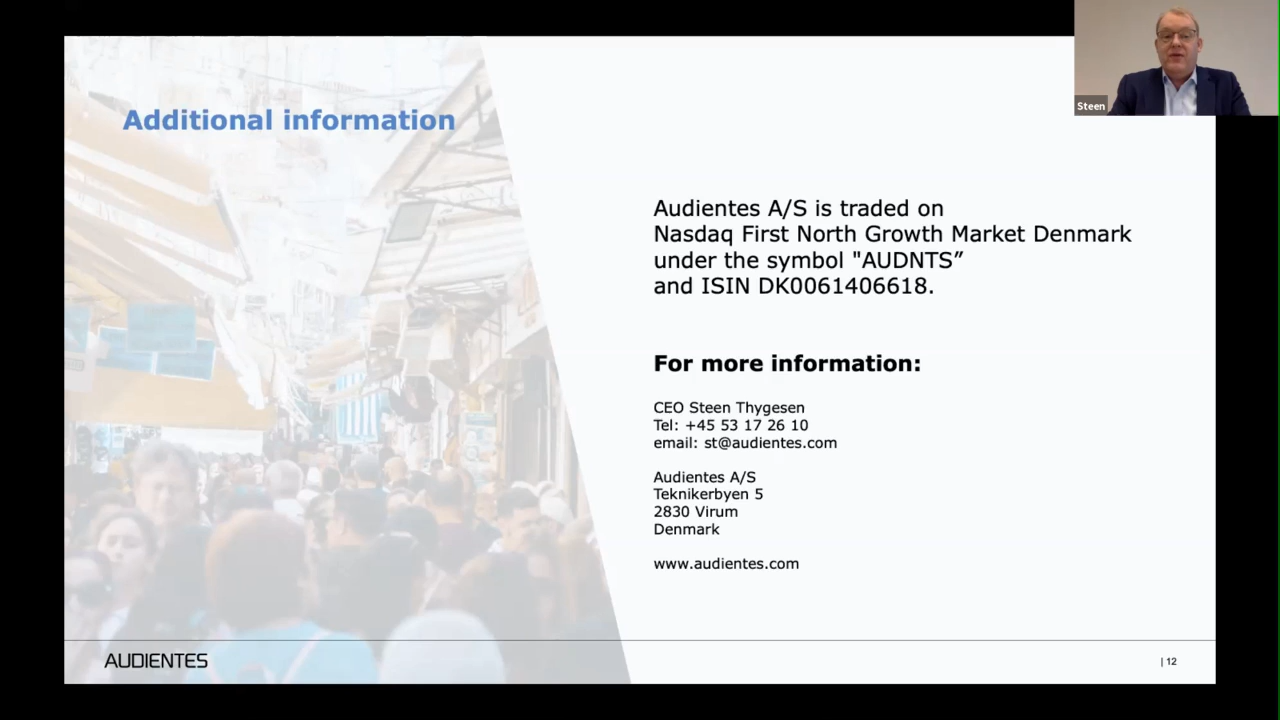 Steen
Additional information
Audientes A/S is traded on
Nasdaq First North Growth Market Denmark
under the symbol "AUDNTS”
and ISIN DK0061406618.
For more information:
CEO Steen Thygesen
Tel: +45 53 17 26 10
email: st@audientes.com
Audientes A/S
Teknikerbyen 5
2830 Virum
Denmark
www.audientes.com
AUDIENTES
| 12